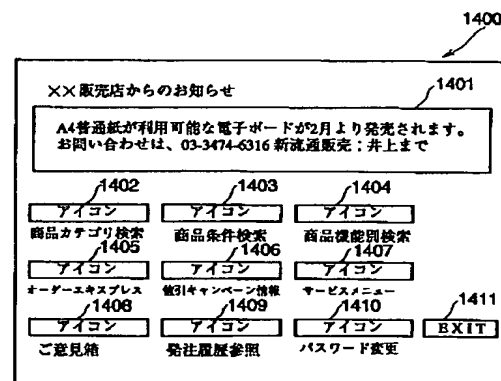 1400
××販売店からのお知らせ
1401
A4普通紙が利用可能な電子ボードが2月より発売されます。
お問い合わせは、03-3474-6316 新流通販売：井上まで
1402 1403 1404
アイコン アイコン アイコン
商品カテゴリ検索 商品条件検索 商品機能別検索
1405 1406 1407
アイコン アイコン アイコン
オーダーエキスプレス 値引キャンペーン情報 サービスメニュー
1408 1409 1410 1411
アイコン アイコン アイコン EXIT
ご意見箱 発注履歴参照 パスワード変更